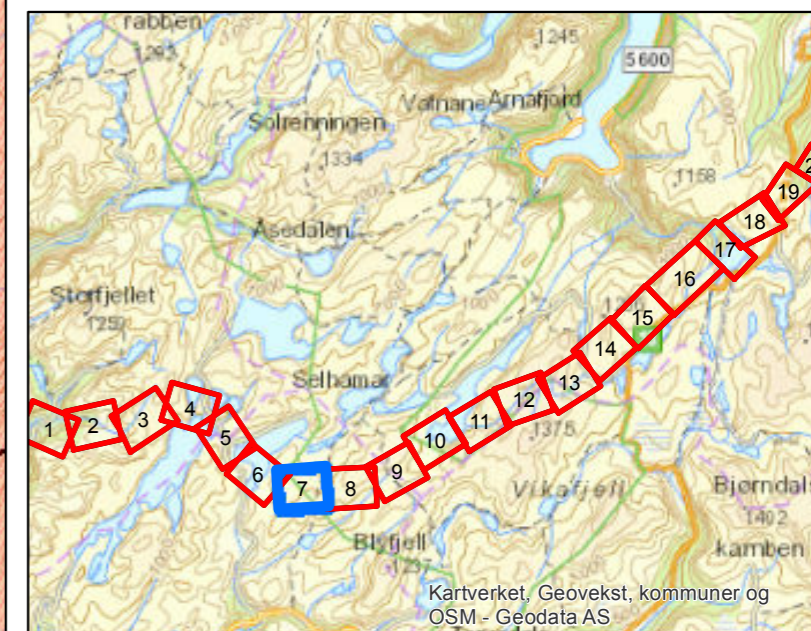 rabben
1245
5600
Vatnane
Arnafjord
Solrenningen
1334
1158
19
18
Åsedalen
17
16
Storfjellet
15
14
Selhamar
13
12
4
3
2
1
11
10
5
1375
9
6
7
8
Vikafjell
Bjørndals
1402
kamben
Blåfjell
1237
Kartverket, Geovekst, kommuner og
OSM - Geodata AS